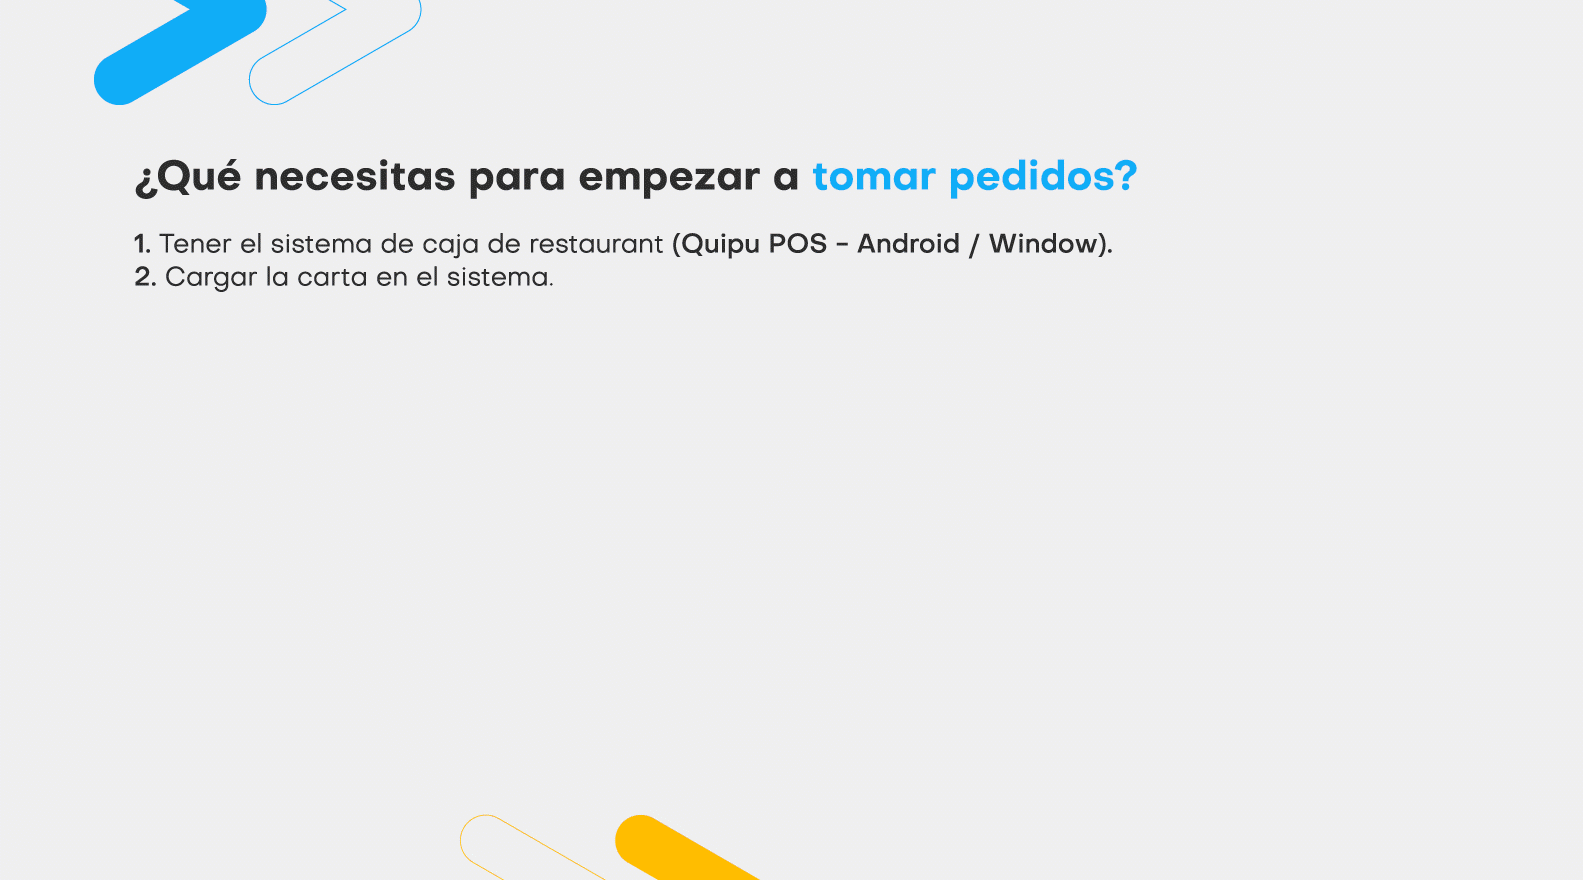 ¿Qué necesitas para empezar a tomar pedidos?
1. Tener el sistema de caja de restaurant (Quipu POS - Android / Window).
2. Cargar la carta en el sistema.